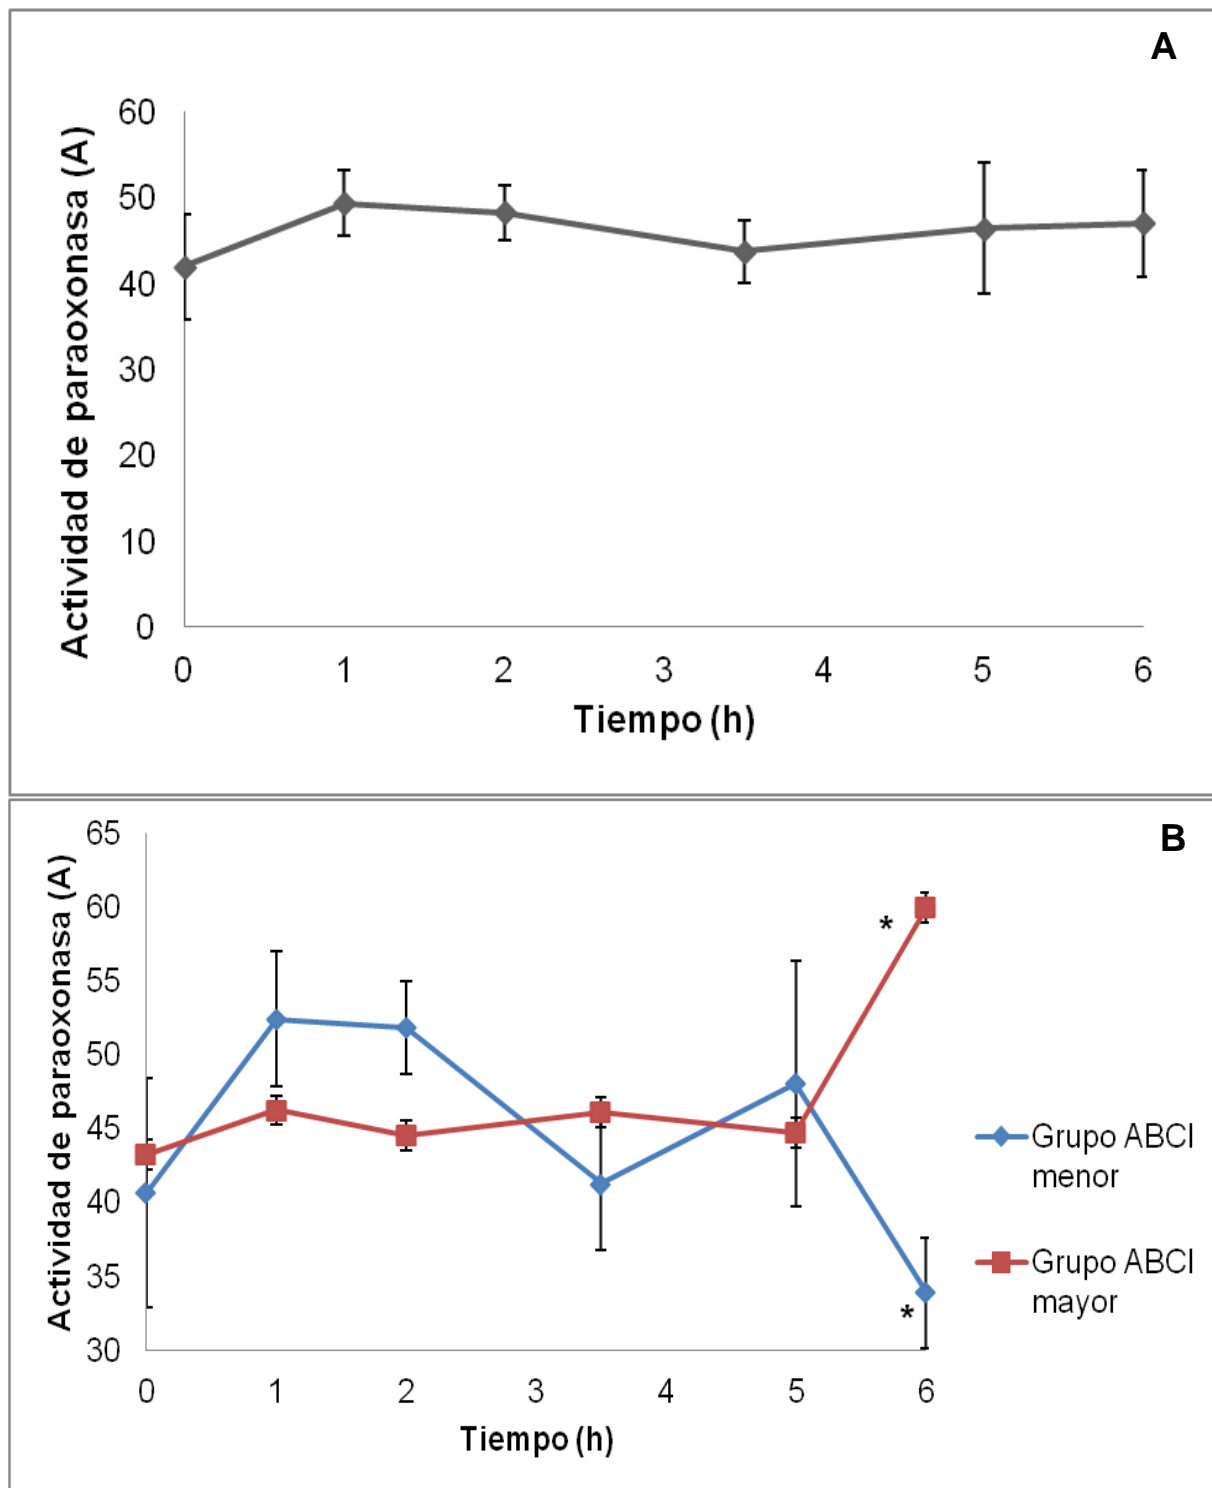 A
Actividad de paraoxonasa (A)
60
50
40
30
20
10
0
0 1 2 3 4 5 6
Tiempo (h)
B
Actividad de paraoxonasa (A)
65
60
55
50
45
40
35
30
*
*
0 1 2 3 4 5 6
Tiempo (h)
Grupo ABCI
menor
Grupo ABCI
mayor